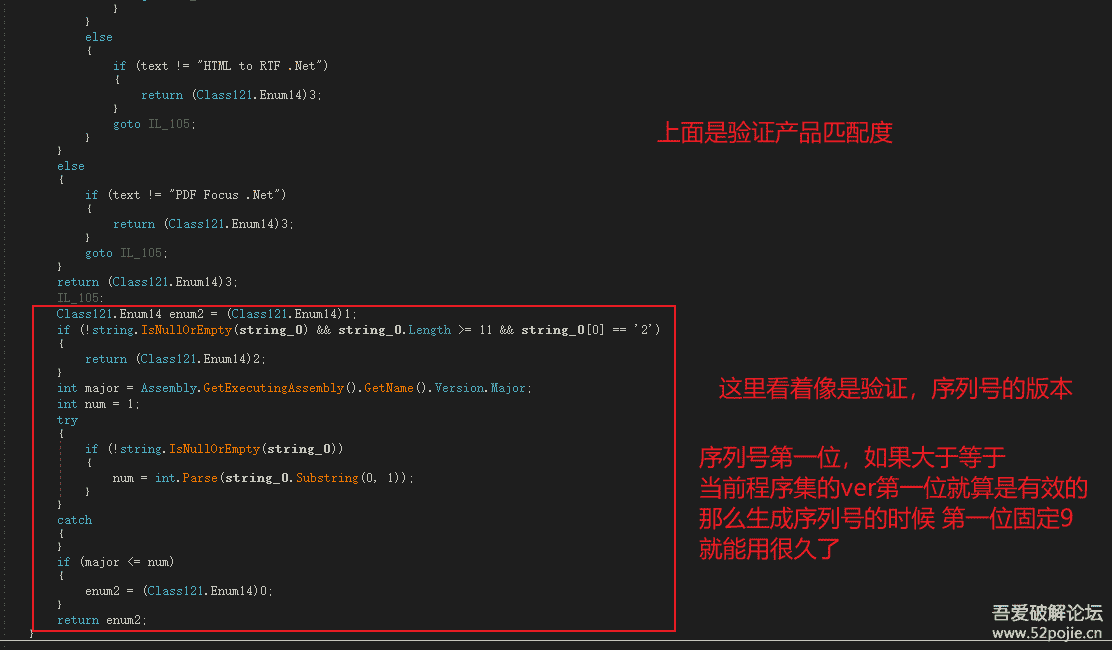 }
}
else
{
if (text != "HTML to RTF .Net")
{
return (Class121.Enum14)3;
}
goto IL_105;
}
}
else
{
if (text != "PDF Focus .Net")
{
return (Class121.Enum14)3;
}
goto IL_105;
}
return (Class121.Enum14)3;
IL_105:
Class121.Enum14 enum2 = (Class121.Enum14)1;
if (!string.IsNullOrEmpty(string_0) && string_0.Length >= 11 && string_0[0] == '2')
{
return (Class121.Enum14)2;
}
int major = Assembly.GetExecutingAssembly().GetName().Version.Major;
int num = 1;
try
{
if (!string.IsNullOrEmpty(string_0))
{
num = int.Parse(string_0.Substring(0, 1));
}
}
catch
{
}
if (major <= num)
{
enum2 = (Class121.Enum14)0;
}
return enum2;
}
上面是验证产品匹配度
这里看着像是验证，序列号的版本
序列号第一位，如果大于等于
当前程序集的ver第一位就算是有效的
那么生成序列号的时候 第一位固定9
就能用很久了
吾爱破解论坛
www.52pojie.cn